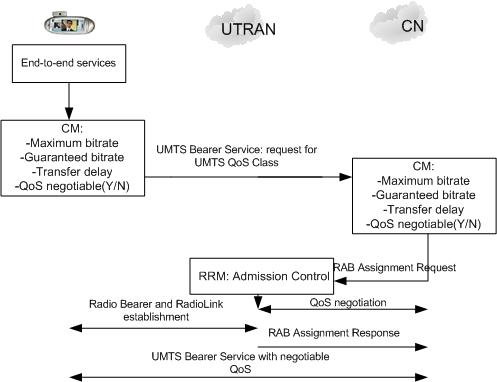 UTRAN
CN
End-to-end services
CM:
-Maximum bitrate
-Guaranteed bitrate
-Transfer delay
-QoS negotiable(Y/N)
UMTS Bearer Service: request for
UMTS QoS Class
CM:
-Maximum bitrate
-Guaranteed bitrate
-Transfer delay
-QoS negotiable(Y/N)
RAB Assignment Request
RRM: Admission Control
Radio Bearer and RadioLink
establishment
QoS negotiation
RAB Assignment Response
UMTS Bearer Service with negotiable
QoS